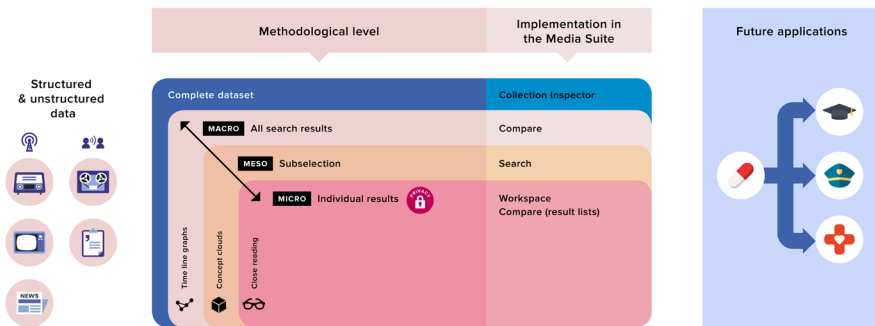 Methodological level
Implementation in
the Media Suite
Future applications
Structured
& unstructured
data
Complete dataset
Collection Inspector
MACRO All search results
Compare
MESO Subselection
Search
MICRO Individual results
PRIVACY
Workspace
Compare (result lists)
Time line graphs
Concept clouds
Close reading
NEWS